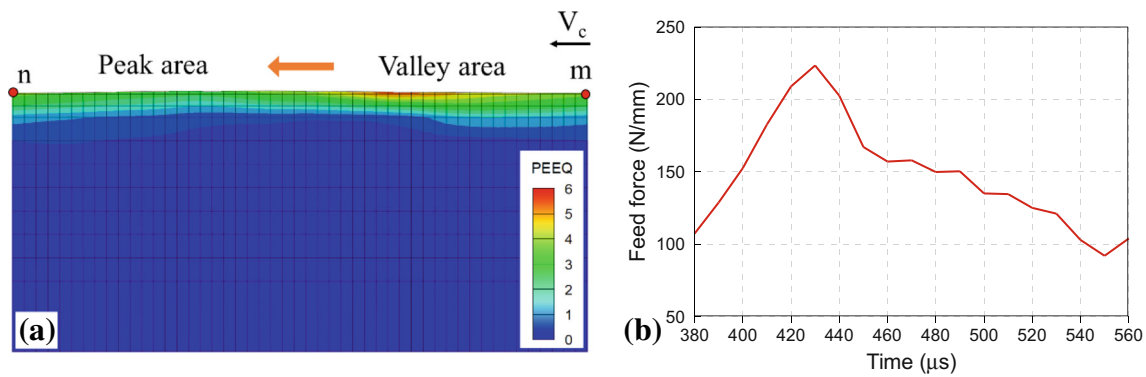 V_c
n
Peak area
Valley area
m
PEEQ
6
5
4
3
2
1
0
(a)
250
200
150
100
50
Feed force (N/mm)
380 400 420 440 460 480 500 520 540 560
Time (μs)
(b)